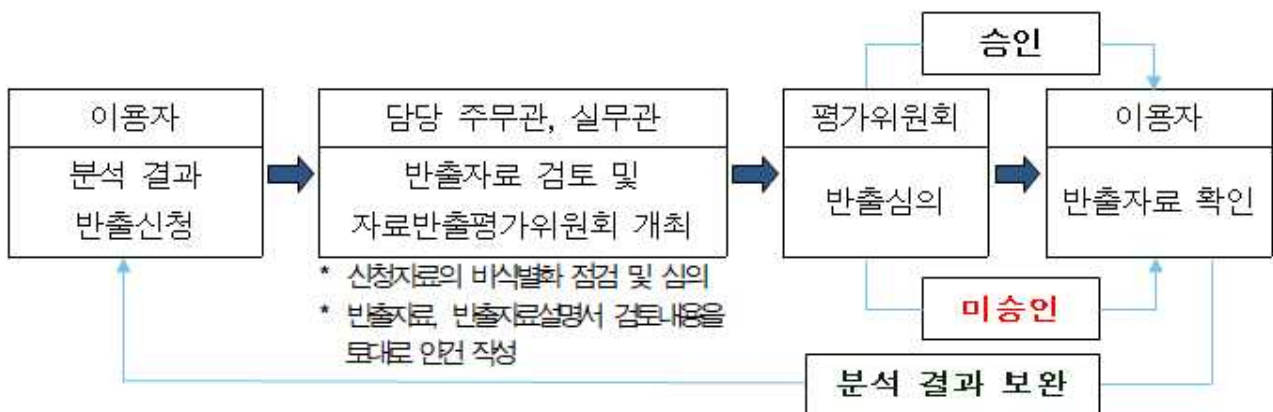 승인
이용자
분석 결과
반출신청
담당 주무관, 실무관
반출자료 검토 및
자료반출평가위원회 개최
* 신청자료의 비식별화 점검 및 심의
* 반출자료, 반출자료설명서 검토내용을
토대로 안건 작성
평가위원회
반출심의
이용자
반출자료 확인
미승인
분석 결과 보완